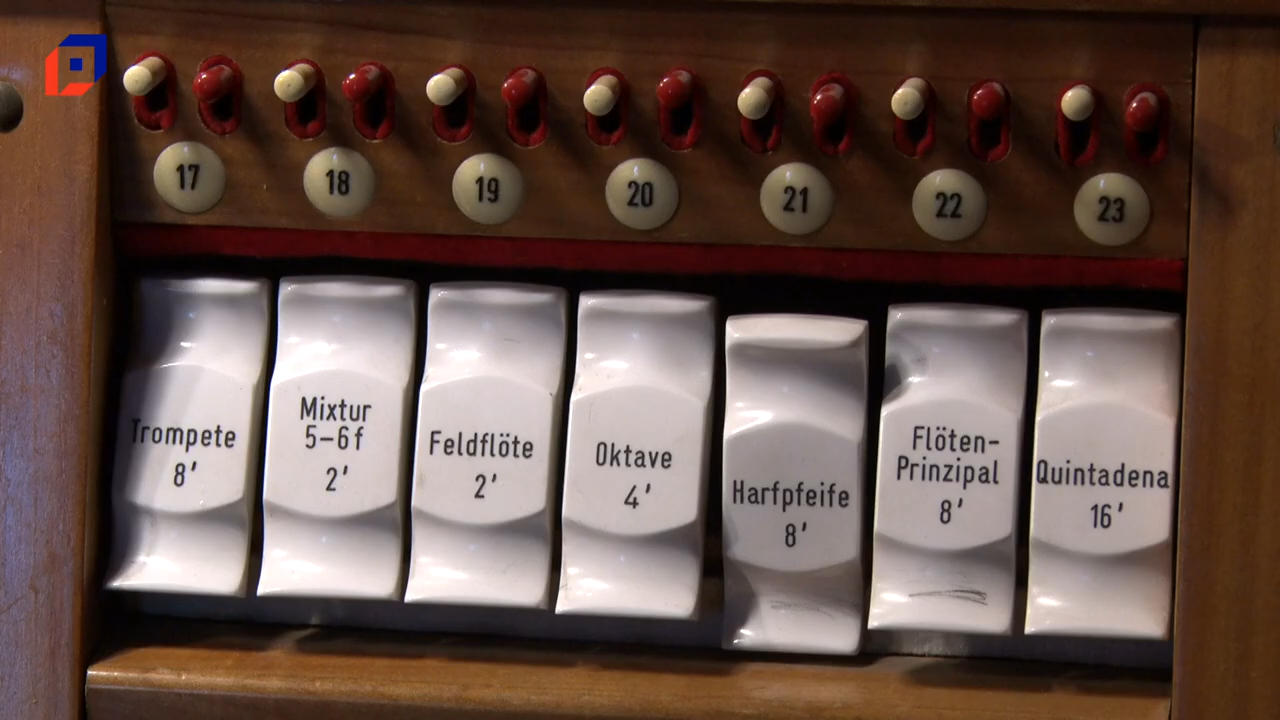 17
18
19
20
21
22
23
Trompete
8'
Mixtur
5-6f
2'
Feldflöte
2'
Oktave
4'
Harfpfeife
8'
Flöten-
Prinzipal
8'
Quintadena
16'